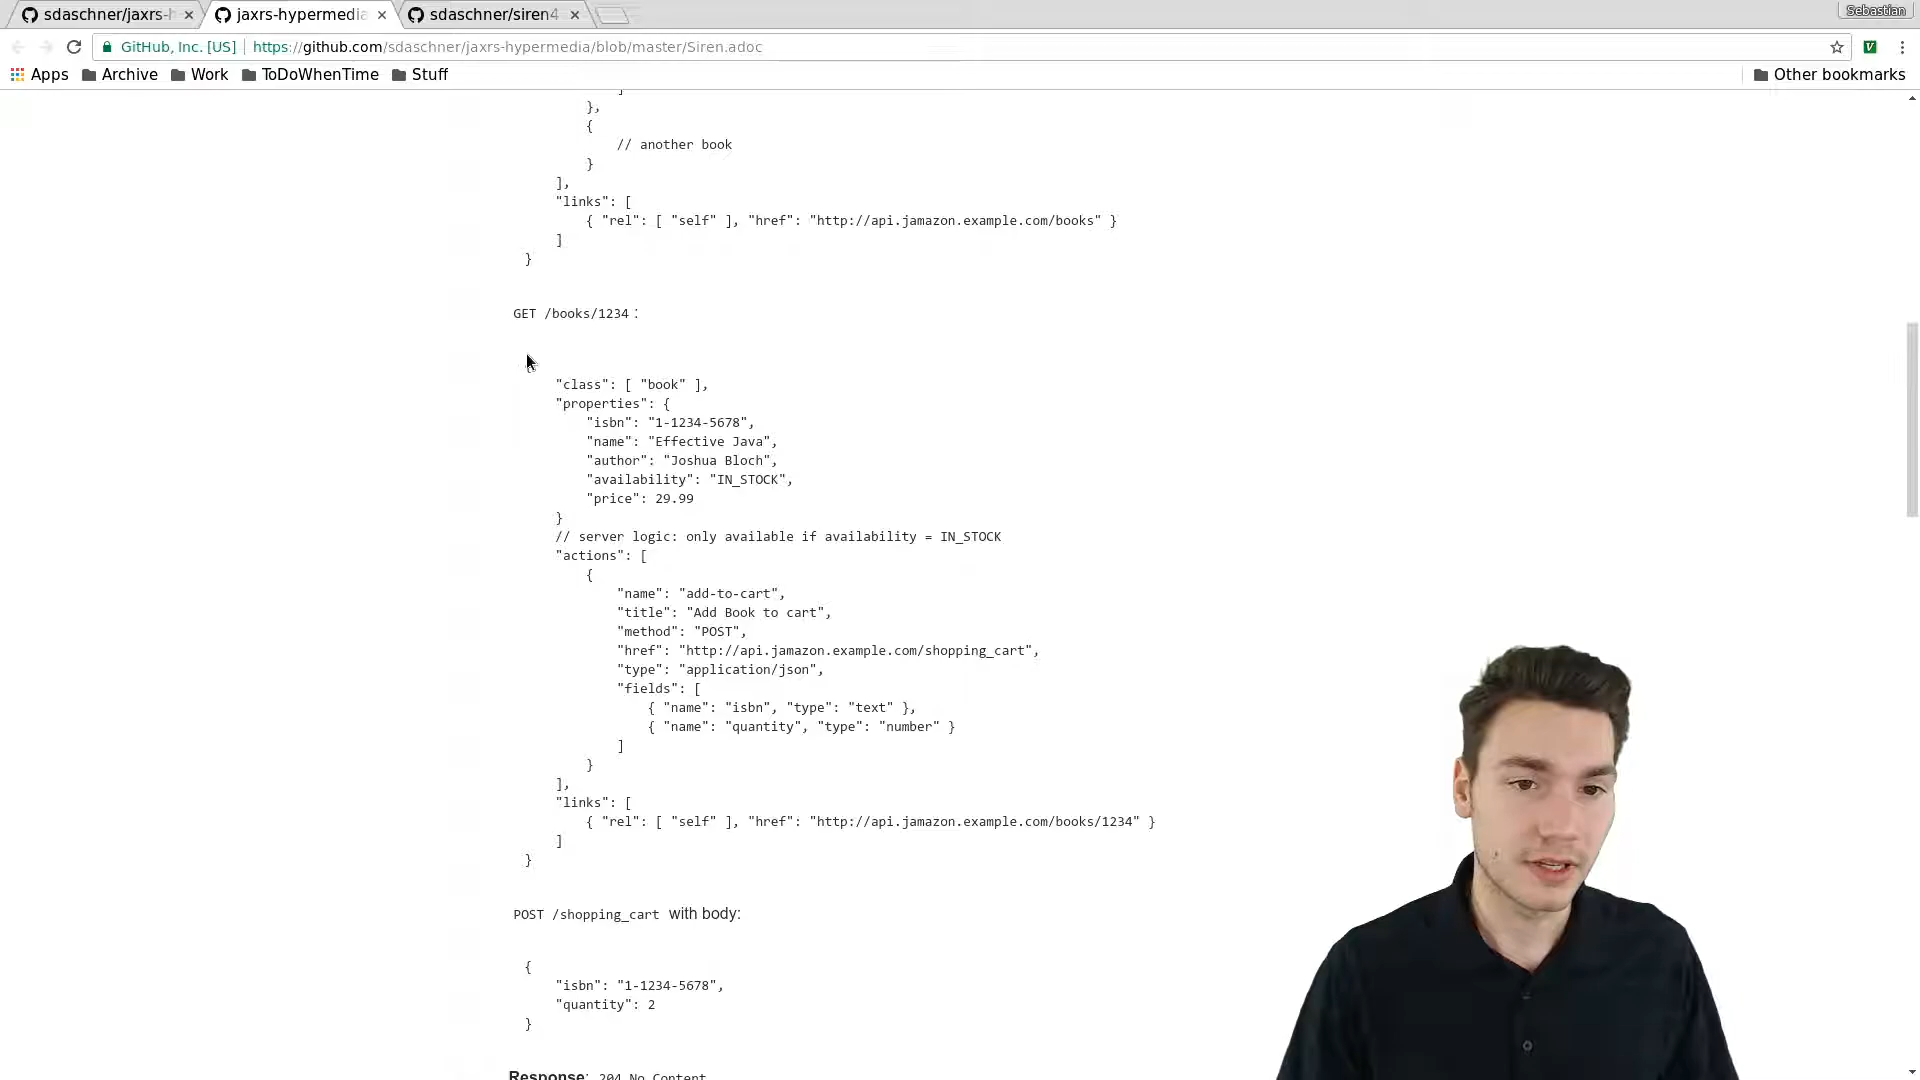 sdaschner/jaxrs-h
jaxrs-hypermedia
sdaschner/siren4
Sebastian
GitHub, Inc. [US]
https://github.com/sdaschner/jaxrs-hypermedia/blob/master/Siren.adoc
Apps
Archive
Work
ToDoWhenTime
Stuff
Other bookmarks
]
},
{
// another book
}
],
"links": [
{ "rel": [ "self" ], "href": "http://api.jamazon.example.com/books" }
]
}
GET /books/1234 :
{
"class": [ "book" ],
"properties": {
"isbn": "1-1234-5678",
"name": "Effective Java",
"author": "Joshua Bloch",
"availability": "IN_STOCK",
"price": 29.99
}
// server logic: only available if availability = IN_STOCK
"actions": [
{
"name": "add-to-cart",
"title": "Add Book to cart",
"method": "POST",
"href": "http://api.jamazon.example.com/shopping_cart",
"type": "application/json",
"fields": [
{ "name": "isbn", "type": "text" },
{ "name": "quantity", "type": "number" }
]
}
],
"links": [
{ "rel": [ "self" ], "href": "http://api.jamazon.example.com/books/1234" }
]
}
POST /shopping_cart with body:
{
"isbn": "1-1234-5678",
"quantity": 2
}
Response: 204 No Content